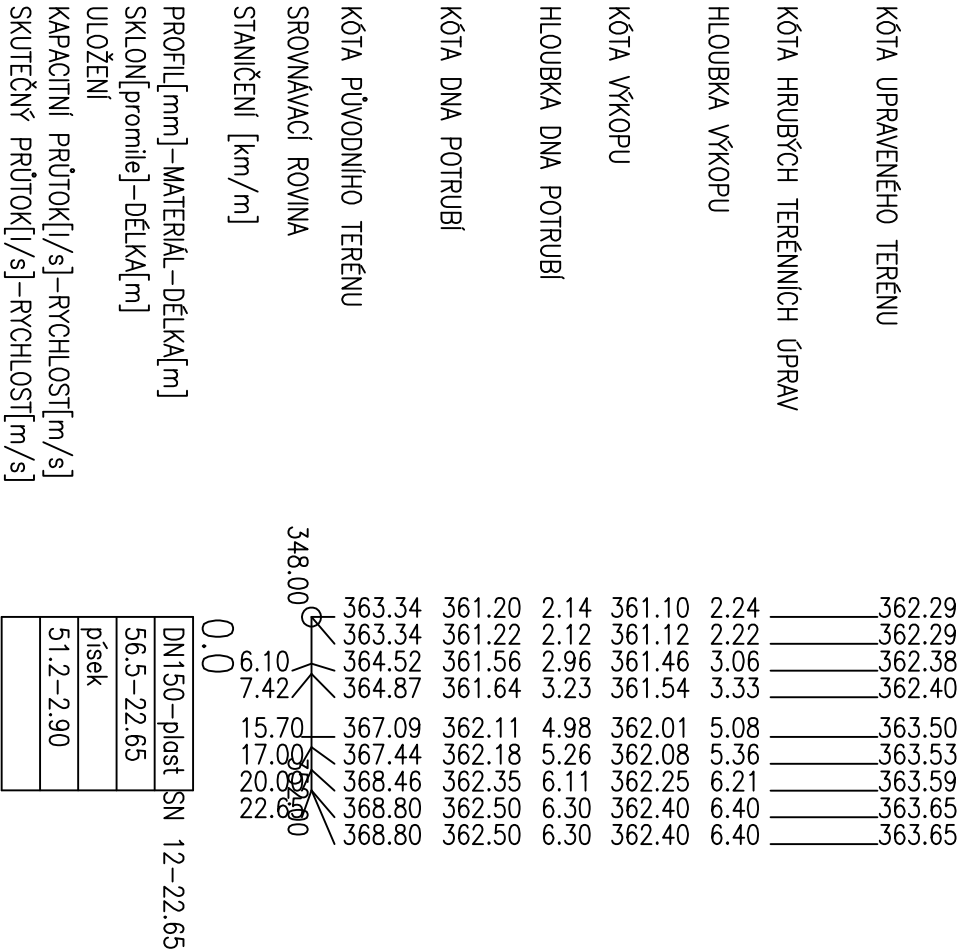 KÓTA UPRAVENÉHO TERÉNU
KÓTA HRUBÝCH TERÉNNÍCH ÚPRAV
HLOUBKA VÝKOPU
KÓTA VÝKOPU
HLOUBKA DNA POTRUBÍ
KÓTA DNA POTRUBÍ
KÓTA PŮVODNÍHO TERÉNU
SROVNÁVACÍ ROVINA
STANIČENÍ [km/m]
PROFIL[mm]-MATERIÁL-DÉLKA[m]
SKLON[promile]-DÉLKA[m]
ULOŽENÍ
KAPACITNÍ PRŮTOK[l/s]-RYCHLOST[m/s]
SKUTEČNÝ PRŮTOK[l/s]-RYCHLOST[m/s]
348.00
363.34 361.20 2.14 361.10 2.24 362.29
363.34 361.22 2.12 361.12 2.22 362.29
6.10 364.52 361.56 2.96 361.46 3.06 362.38
7.42 364.87 361.64 3.23 361.54 3.33 362.40
15.70 367.09 362.11 4.98 362.01 5.08 363.50
17.00 367.44 362.18 5.26 362.08 5.36 363.53
368.46 362.35 6.11 362.25 6.21 363.59
368.80 362.50 6.30 362.40 6.40 363.65
368.80 362.50 6.30 362.40 6.40 363.65
0.0
DN150-plast SN 12-22.65
56.5-22.65
písek
51.2-2.90